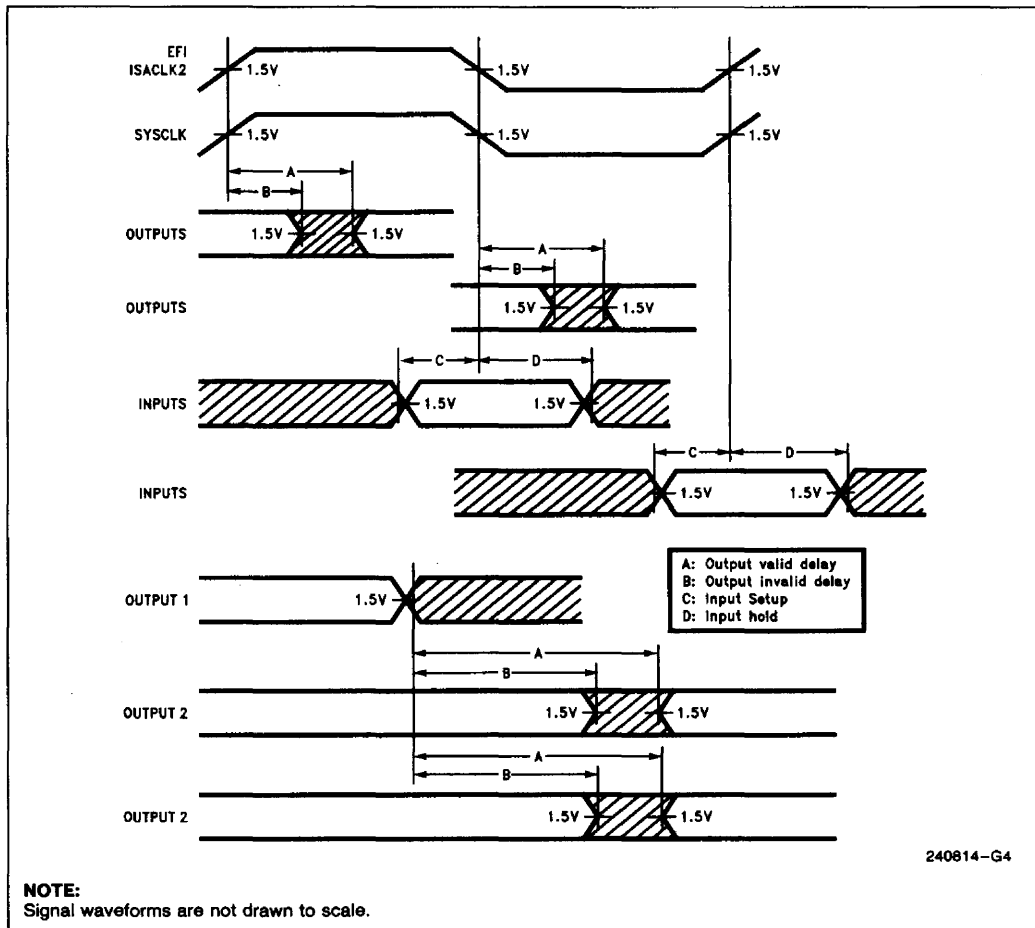 EFI
ISACLK2
1.5V 1.5V 1.5V
SYSCLK
1.5V 1.5V 1.5V
A
B
OUTPUTS
1.5V 1.5V
A
B
OUTPUTS
1.5V 1.5V
C D
INPUTS
1.5V 1.5V
C D
INPUTS
1.5V 1.5V
A: Output valid delay
B: Output invalid delay
C: Input Setup
D: Input hold
OUTPUT 1
1.5V
A
B
OUTPUT 2
1.5V 1.5V
A
B
OUTPUT 2
1.5V 1.5V
240814-G4
NOTE:
Signal waveforms are not drawn to scale.